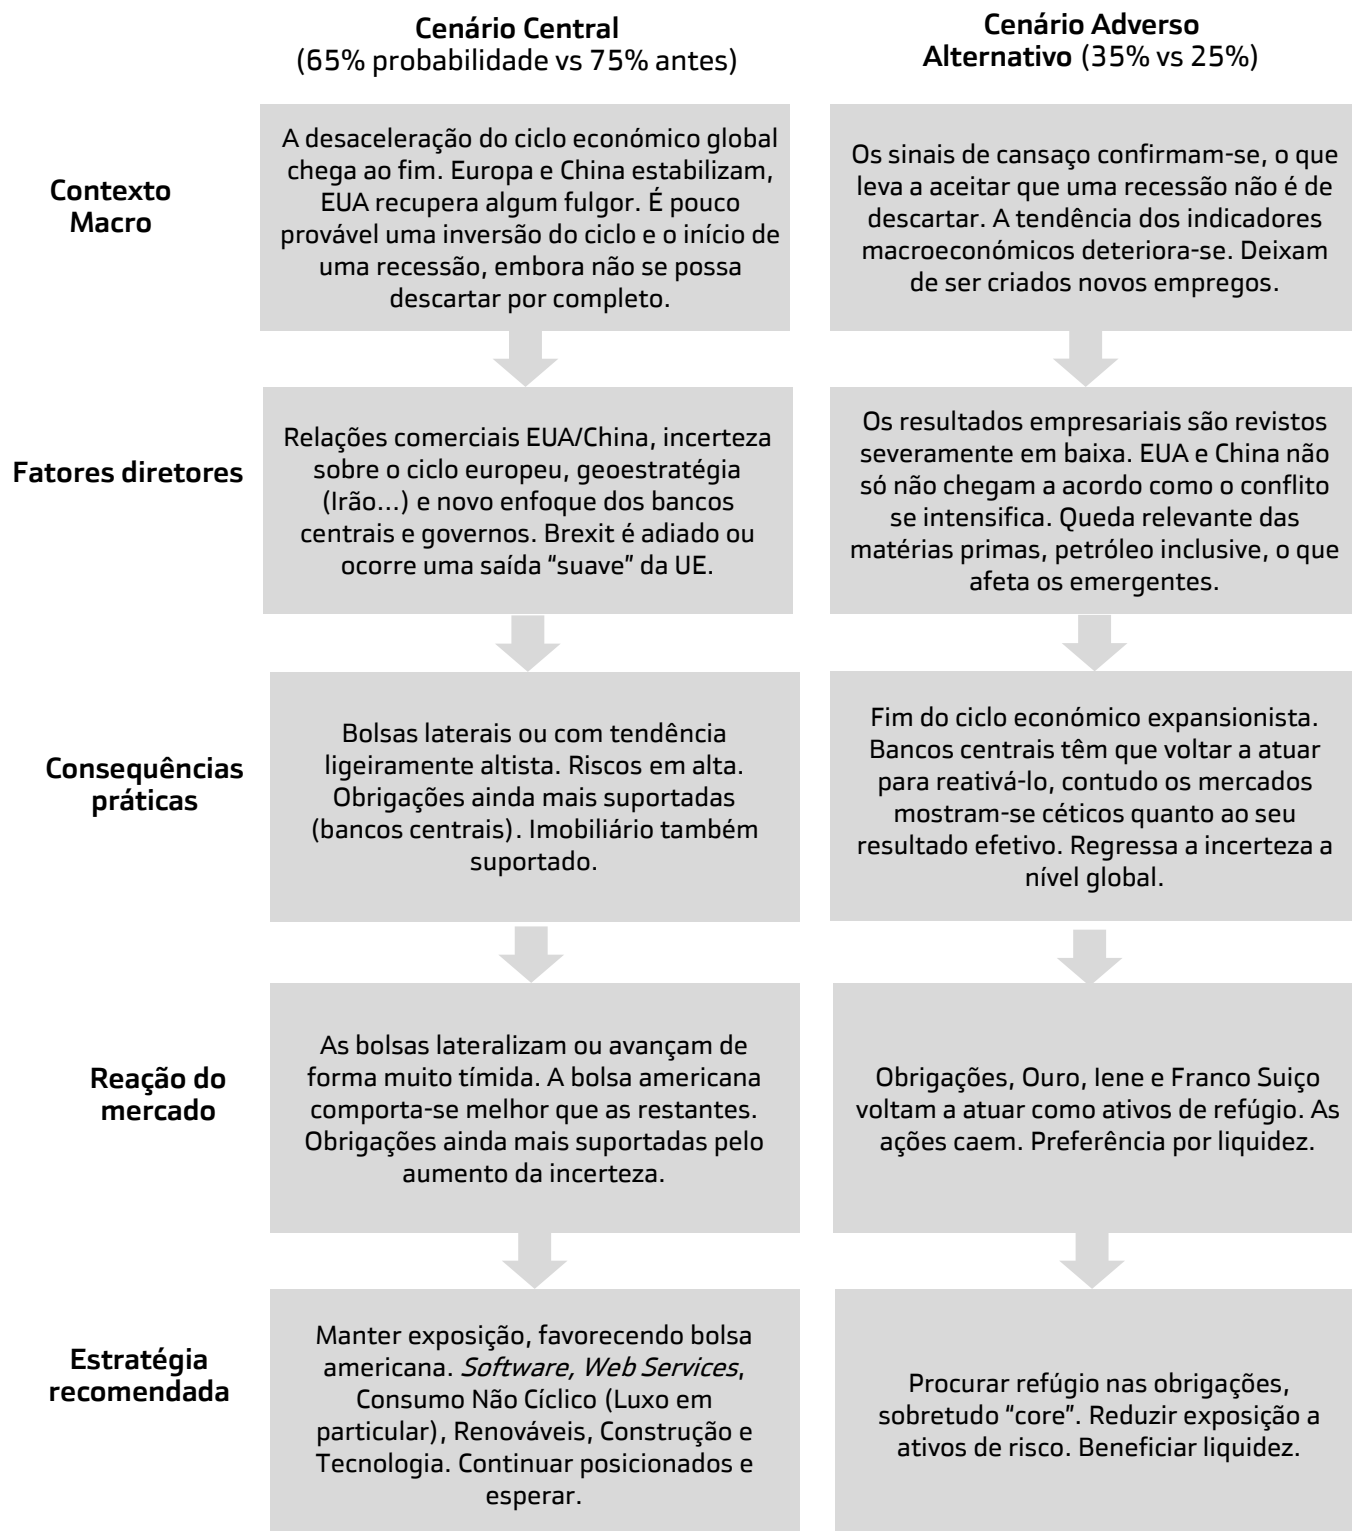 Cenário Central
(65% probabilidade vs 75% antes)
Cenário Adverso
Alternativo (35% vs 25%)
Contexto
Macro
A desaceleração do ciclo económico global
chega ao fim. Europa e China estabilizam,
EUA recupera algum fulgor. É pouco
provável uma inversão do ciclo e o início de
uma recessão, embora não se possa
descartar por completo.
Os sinais de cansaço confirmam-se, o que
leva a aceitar que uma recessão não é de
descartar. A tendência dos indicadores
macroeconómicos deteriora-se. Deixam
de ser criados novos empregos.
Fatores diretores
Relações comerciais EUA/China, incerteza
sobre o ciclo europeu, geoestratégia
(Irão...) e novo enfoque dos bancos
centrais e governos. Brexit é adiado ou
ocorre uma saída “suave” da UE.
Os resultados empresariais são revistos
severamente em baixa. EUA e China não
só não chegam a acordo como o conflito
se intensifica. Queda relevante das
matérias primas, petróleo inclusive, o que
afeta os emergentes.
Consequências
práticas
Bolsas laterais ou com tendência
ligeiramente altista. Riscos em alta.
Obrigações ainda mais suportadas
(bancos centrais). Imobiliário também
suportado.
Fim do ciclo económico expansionista.
Bancos centrais têm que voltar a atuar
para reativá-lo, contudo os mercados
mostram-se céticos quanto ao seu
resultado efetivo. Regressa a incerteza a
nível global.
Reação do
mercado
As bolsas lateralizam ou avançam de
forma muito tímida. A bolsa americana
comporta-se melhor que as restantes.
Obrigações ainda mais suportadas pelo
aumento da incerteza.
Obrigações, Ouro, Iene e Franco Suiço
voltam a atuar como ativos de refúgio. As
ações caem. Preferência por liquidez.
Estratégia
recomendada
Manter exposição, favorecendo bolsa
americana. Software, Web Services,
Consumo Não Cíclico (Luxo em
particular), Renováveis, Construção e
Tecnologia. Continuar posicionados e
esperar.
Procurar refúgio nas obrigações,
sobretudo “core”. Reduzir exposição a
ativos de risco. Beneficiar liquidez.